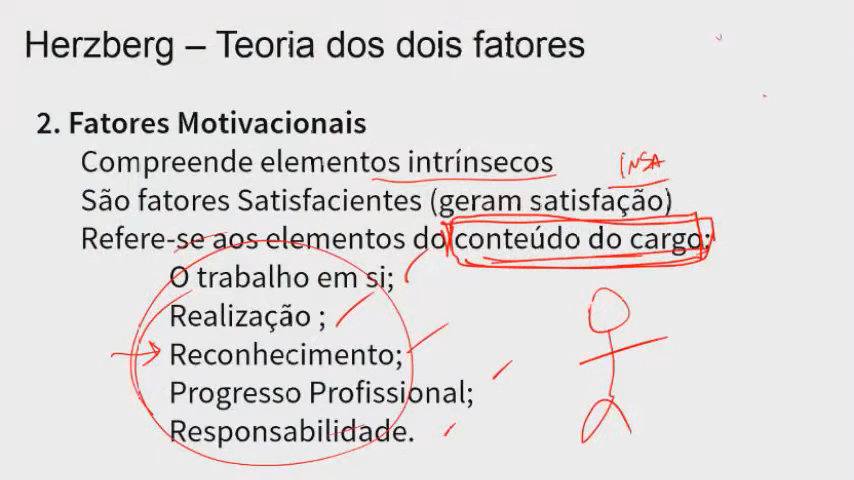 Herzberg – Teoria dos dois fatores
2. Fatores Motivacionais
Compreende elementos intrínsecos
INSA
São fatores Satisfacientes (geram satisfação)
Refere-se aos elementos do conteúdo do cargo;
O trabalho em si;
Realização ;
Reconhecimento;
Progresso Profissional;
Responsabilidade.